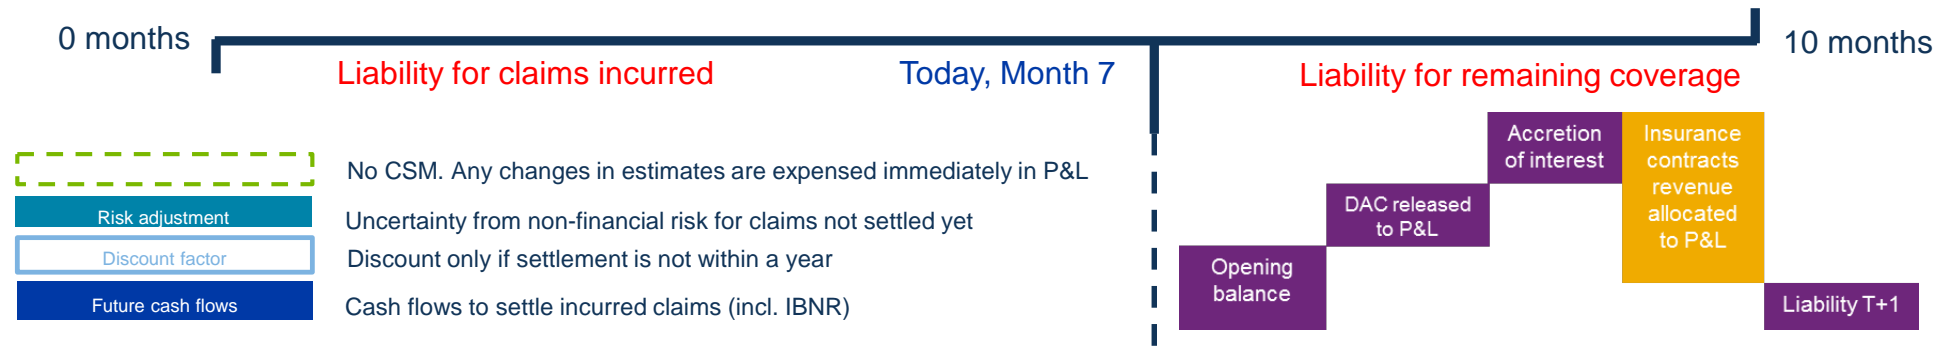 0 months
10 months
Liability for claims incurred
Today, Month 7
Liability for remaining coverage
No CSM. Any changes in estimates are expensed immediately in P&L
Risk adjustment
Uncertainty from non-financial risk for claims not settled yet
Discount factor
Discount only if settlement is not within a year
Future cash flows
Cash flows to settle incurred claims (incl. IBNR)
Opening
balance
DAC released
to P&L
Accretion
of interest
Insurance
contracts
revenue
allocated
to P&L
Liability T+1